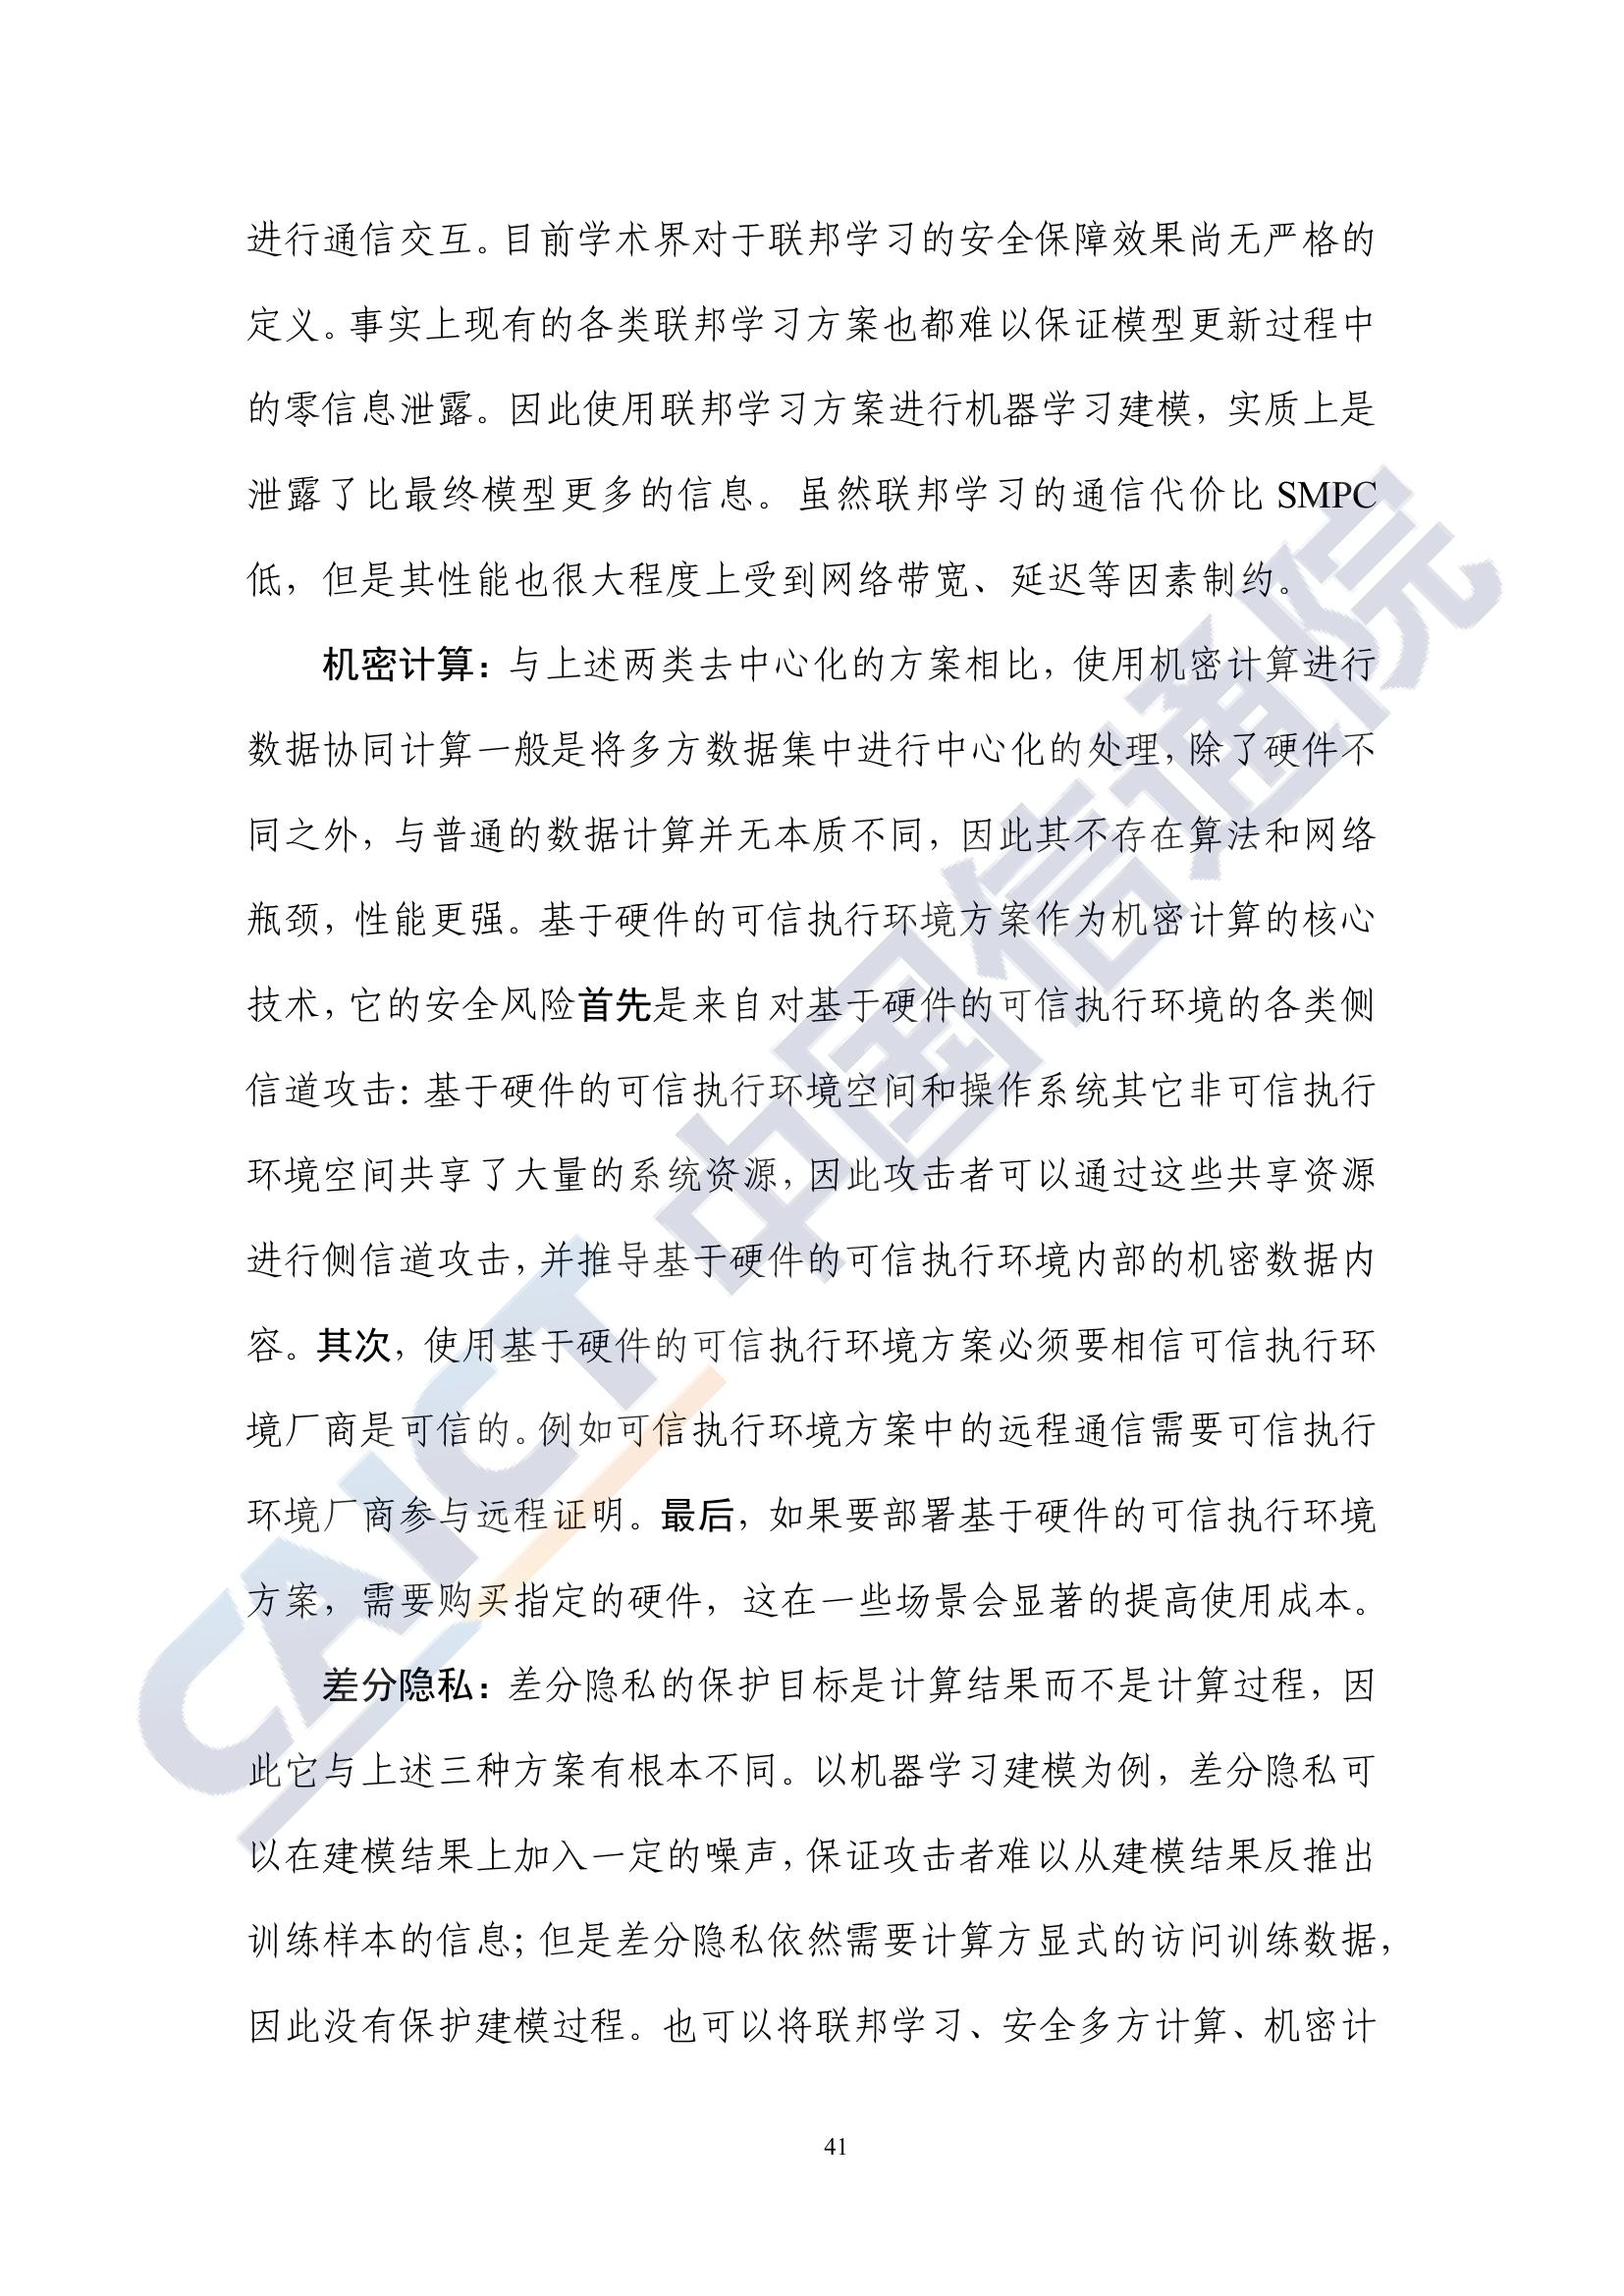 进行通信交互。目前学术界对于联邦学习的安全保障效果尚无严格的
定义。事实上现有的各类联邦学习方案也都难以保证模型更新过程中
的零信息泄露。因此使用联邦学习方案进行机器学习建模，实质上是
泄露了比最终模型更多的信息。虽然联邦学习的通信代价比 SMPC
低，但是其性能也很大程度上受到网络带宽、延迟等因素制约。
机密计算：与上述两类去中心化的方案相比，使用机密计算进行
数据协同计算一般是将多方数据集中进行中心化的处理，除了硬件不
同之外，与普通的数据计算并无本质不同，因此其不存在算法和网络
瓶颈，性能更强。基于硬件的可信执行环境方案作为机密计算的核心
技术，它的安全风险首先是来自对基于硬件的可信执行环境的各类侧
信道攻击：基于硬件的可信执行环境空间和操作系统其它非可信执行
环境空间共享了大量的系统资源，因此攻击者可以通过这些共享资源
进行侧信道攻击，并推导基于硬件的可信执行环境内部的机密数据内
容。其次，使用基于硬件的可信执行环境方案必须要相信可信执行环
境厂商是可信的。例如可信执行环境方案中的远程通信需要可信执行
环境厂商参与远程证明。最后，如果要部署基于硬件的可信执行环境
方案，需要购买指定的硬件，这在一些场景会显著的提高使用成本。
差分隐私：差分隐私的保护目标是计算结果而不是计算过程，因
此它与上述三种方案有根本不同。以机器学习建模为例，差分隐私可
以在建模结果上加入一定的噪声，保证攻击者难以从建模结果反推出
训练样本的信息；但是差分隐私依然需要计算方显式的访问训练数据，
因此没有保护建模过程。也可以将联邦学习、安全多方计算、机密计
41
CAICT 中国信通院